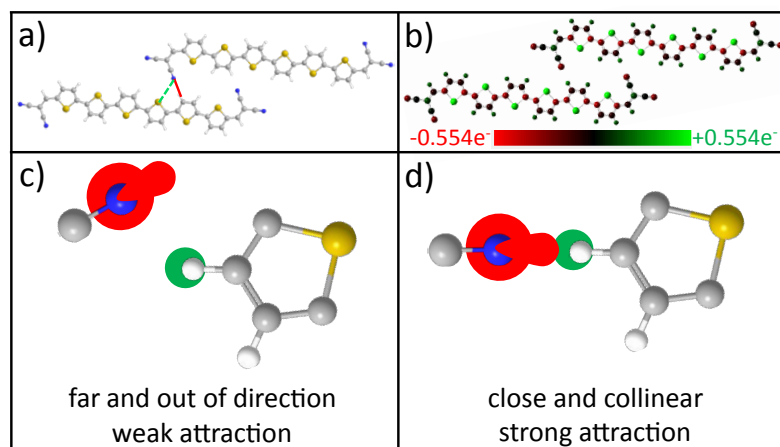 a)
b)
-0.554e-
+0.554e-
c)
d)
far and out of direction
weak attraction
close and collinear
strong attraction